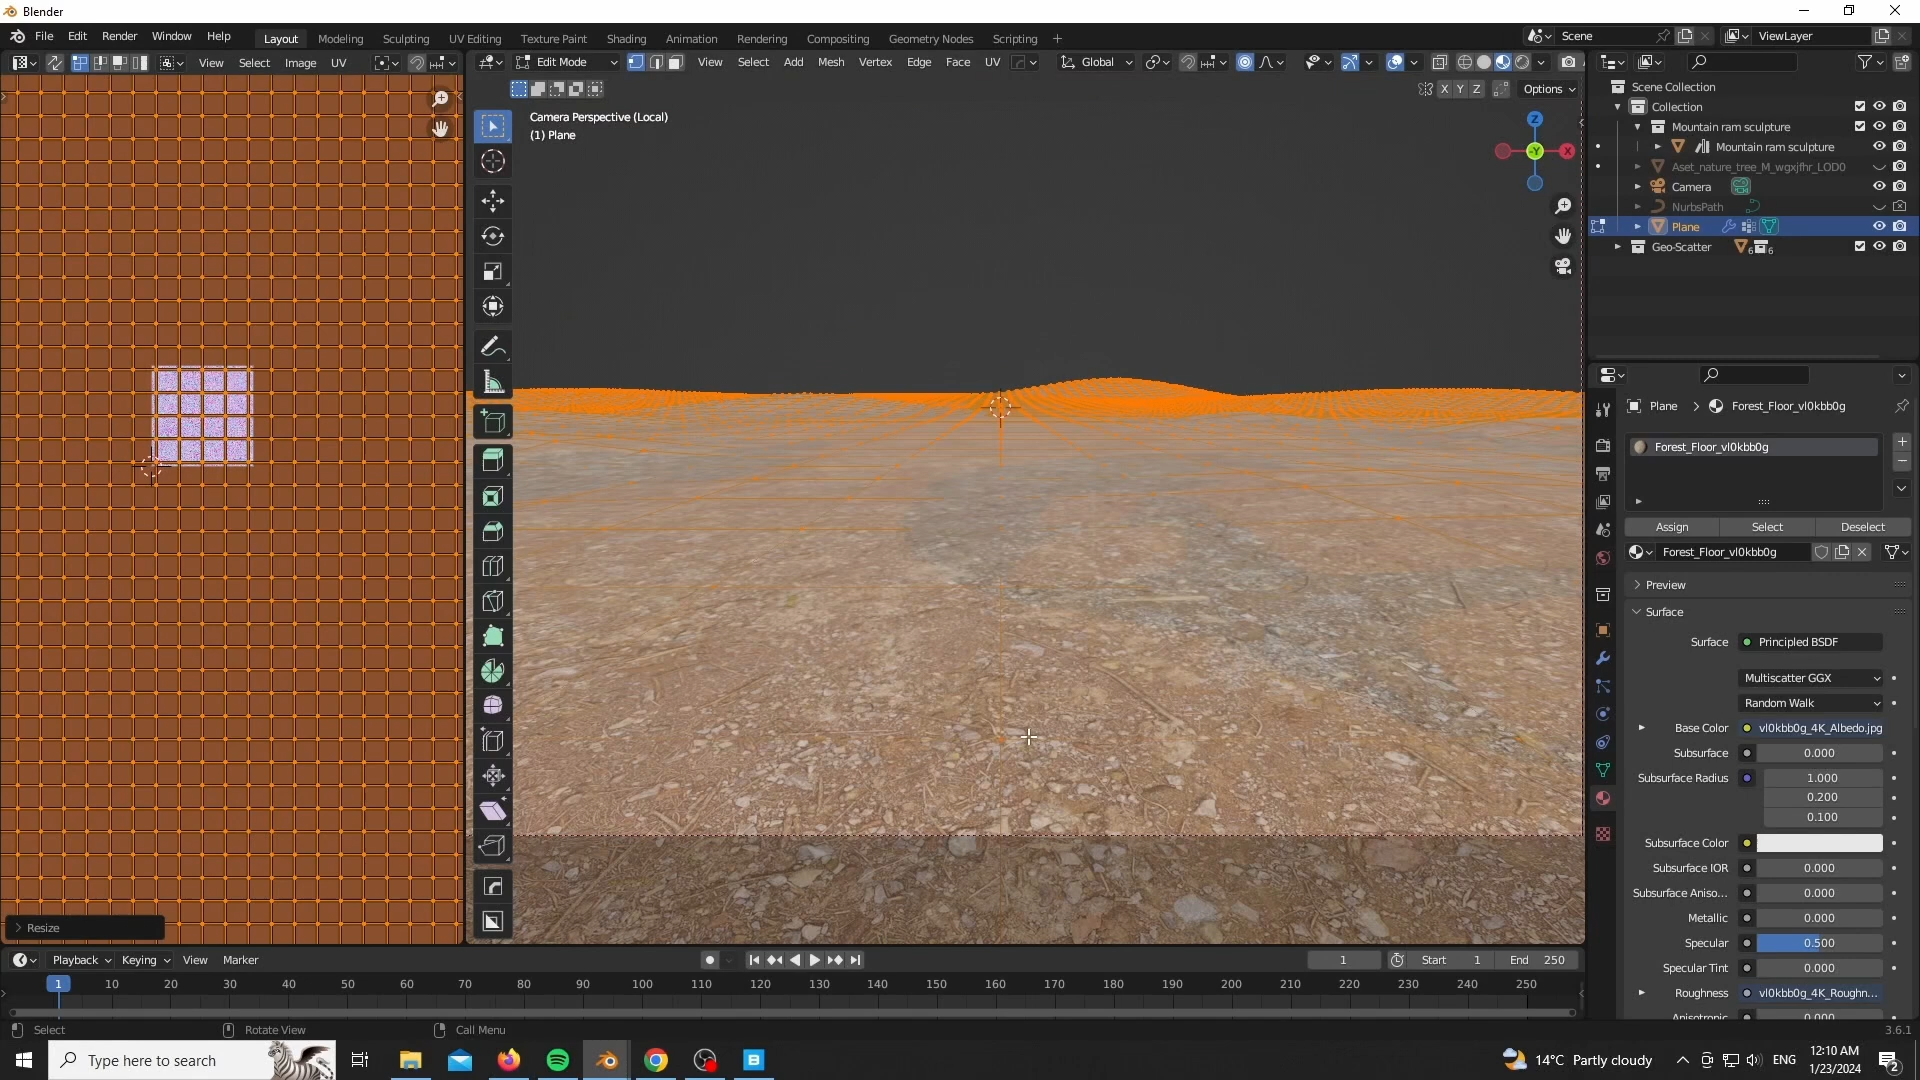 Blender
File Edit Render Window Help
Layout Modeling Sculpting UV Editing Texture Paint Shading Animation Rendering Compositing Geometry Nodes Scripting +
Scene
ViewLayer
View Select Image UV
Edit Mode View Select Add Mesh Vertex Edge Face UV Global
X Y Z Options
Camera Perspective (Local)
(1) Plane
Z
-Y
X
Scene Collection
Collection
Mountain ram sculpture
Mountain ram sculpture
Aset_nature_tree_M_wgxjfhr_LOD0
Camera
NurbsPath
Plane
Geo-Scatter 6 6
Plane > Forest_Floor_vl0kbb0g
Forest_Floor_vl0kbb0g
Assign Select Deselect
Forest_Floor_vl0kbb0g
Preview
Surface
Surface Principled BSDF
Multiscatter GGX
Random Walk
Base Color vl0kbb0g_4K_Albedo.jpg
Subsurface 0.000
Subsurface Radius 1.000
0.200
0.100
Subsurface Color
Subsurface IOR 0.000
Subsurface Aniso... 0.000
Metallic 0.000
Specular 0.500
Specular Tint 0.000
Roughness vl0kbb0g_4K_Roughn...
Anisotropic 0.000
Resize
Playback Keying View Marker
1 Start 1 End 250
1 10 20 30 40 50 60 70 80 90 100 110 120 130 140 150 160 170 180 190 200 210 220 230 240 250
Select Rotate View Call Menu
3.6.1
Type here to search
14°C Partly cloudy
ENG
12:10 AM
1/23/2024
2